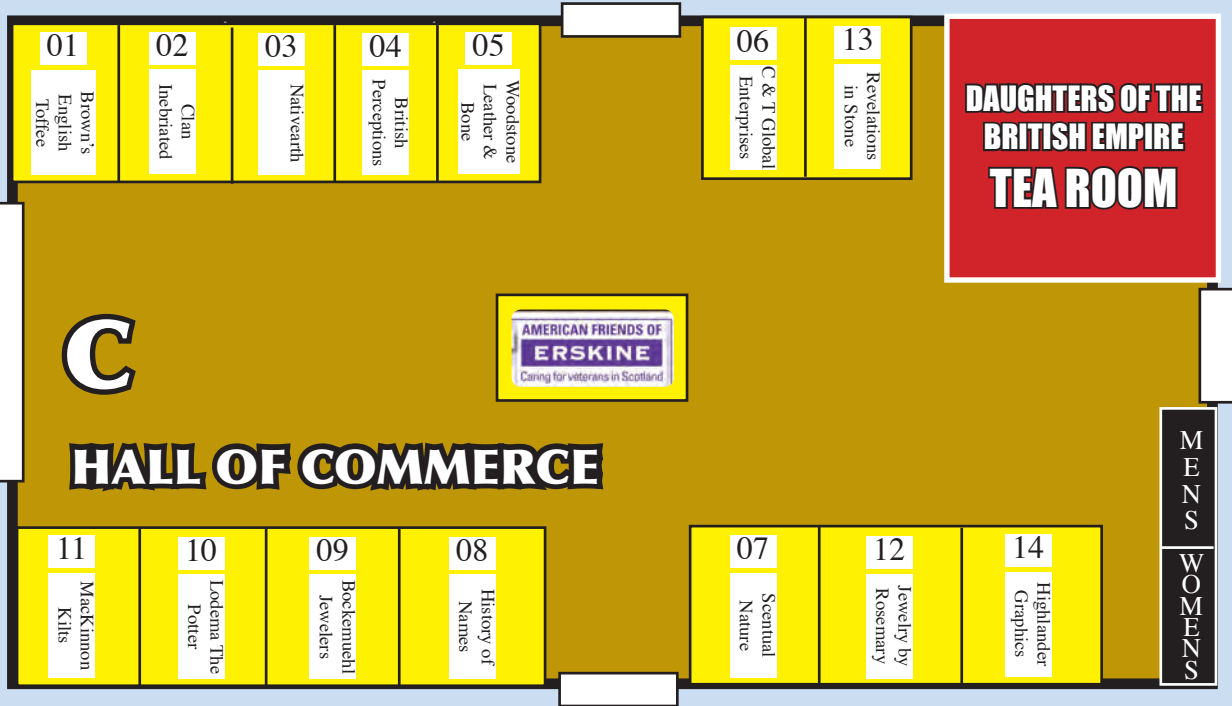 01
Brown's
English
Toffee
02
Clan
Inebriated
03
Nativearth
04
British
Perceptions
05
Woodstone
Leather &
Bone
06
C & T Global
Enterprises
13
Revelations
in Stone
DAUGHTERS OF THE
BRITISH EMPIRE
TEA ROOM
AMERICAN FRIENDS OF
ERSKINE
Caring for veterans in Scotland
C
HALL OF COMMERCE
MENS
WOMENS
11
MacKinnon
Kilts
10
Lodema The
Potter
09
Bockemuehl
Jewelers
08
History of
Names
07
Scentual
Nature
12
Jewelry by
Rosemary
14
Highlander
Graphics